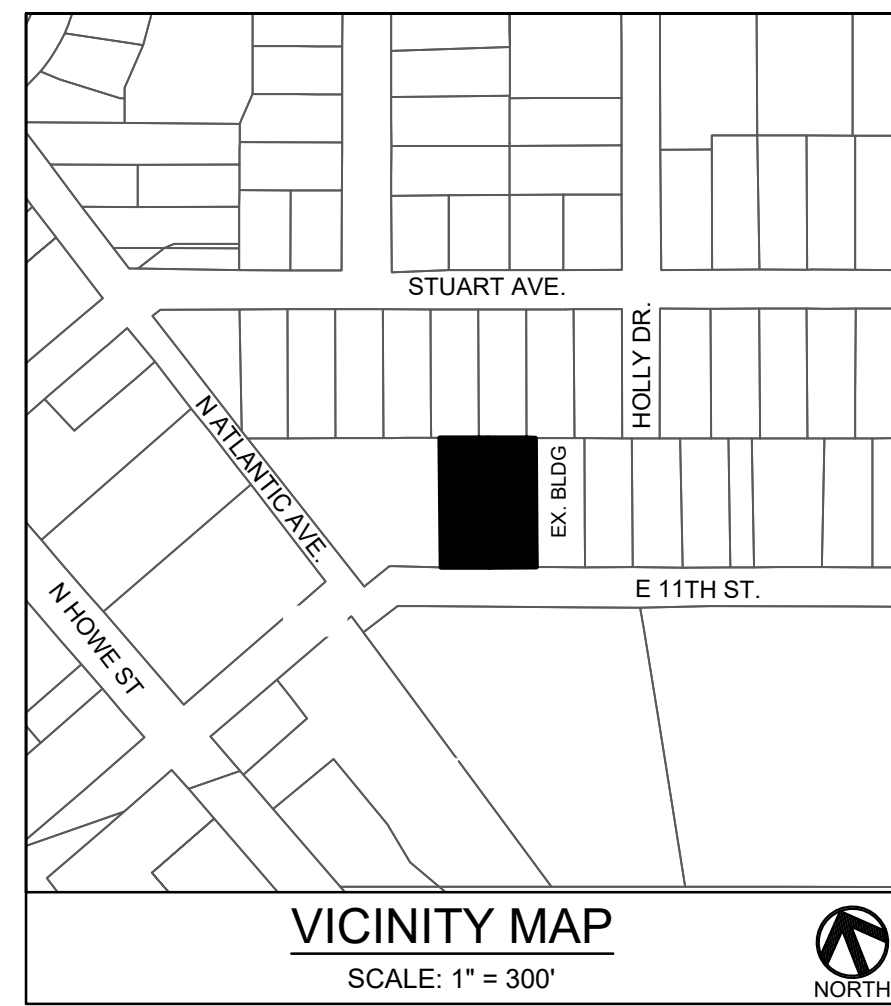 STUART AVE.
HOLLY DR.
N ATLANTIC AVE.
EX. BLDG
E 11TH ST.
N HOWE ST
VICINITY MAP
SCALE: 1" = 300'
NORTH